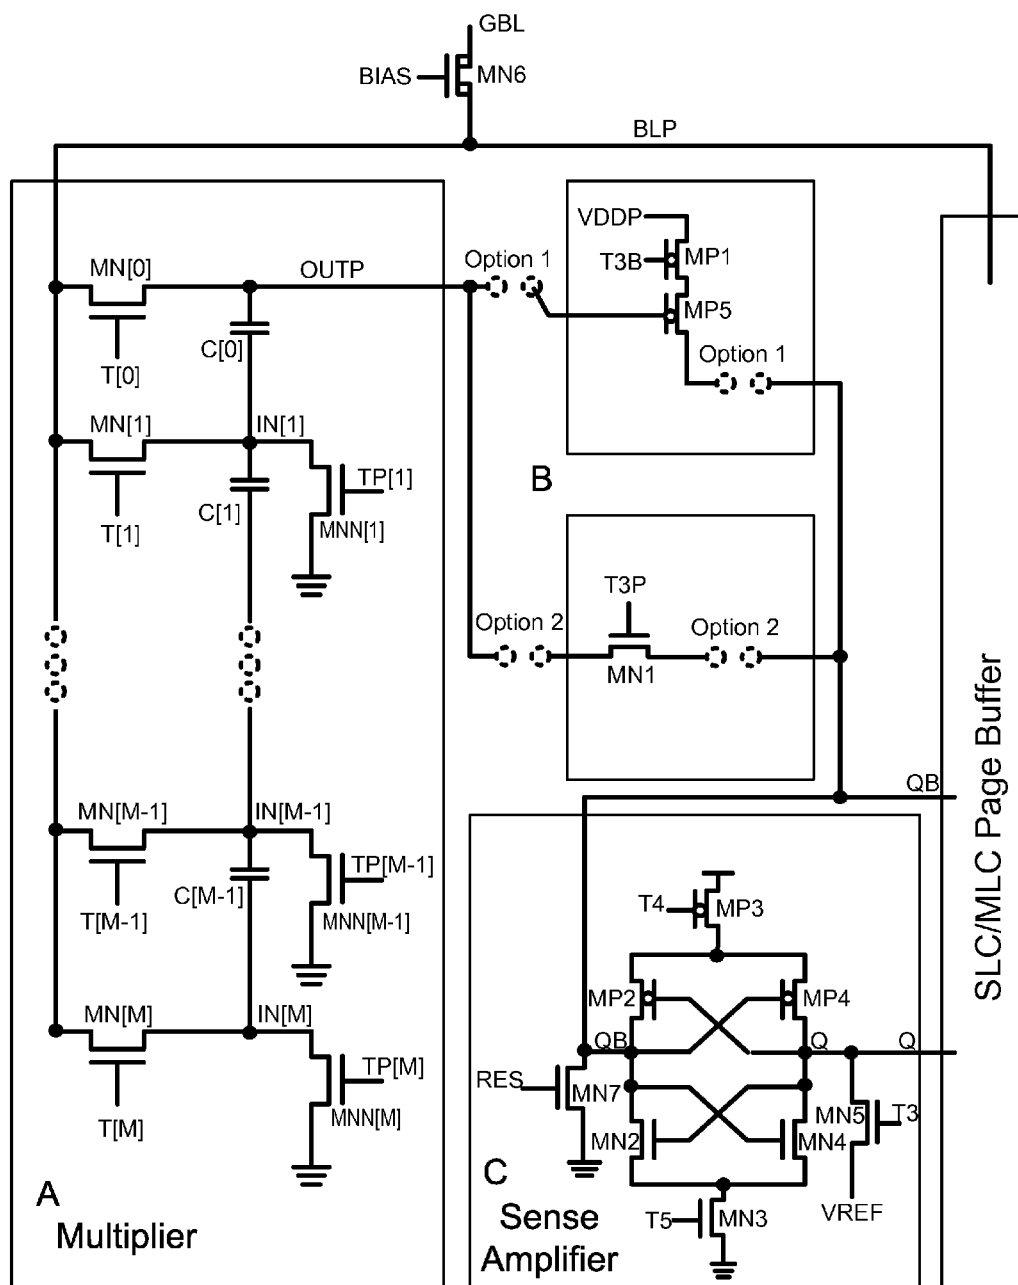 GBL
BIAS
MN6
BLP
VDDP
T3B
MP1
MN[0]
OUTP
Option 1
MP5
C[0]
Option 1
T[0]
MN[1]
IN[1]
TP[1]
B
C[1]
MNN[1]
T[1]
T3P
Option 2
Option 2
MN1
SLC/MLC Page Buffer
QB
MN[M-1]
IN[M-1]
TP[M-1]
C[M-1]
MNN[M-1]
T[M-1]
T4
MP3
MP2
MP4
MN[M]
IN[M]
QB
Q
Q
TP[M]
RES
MN7
MNN[M]
MN5
T3
T[M]
MN2
MN4
C
A
Sense
Amplifier
T5
MN3
VREF
Multiplier